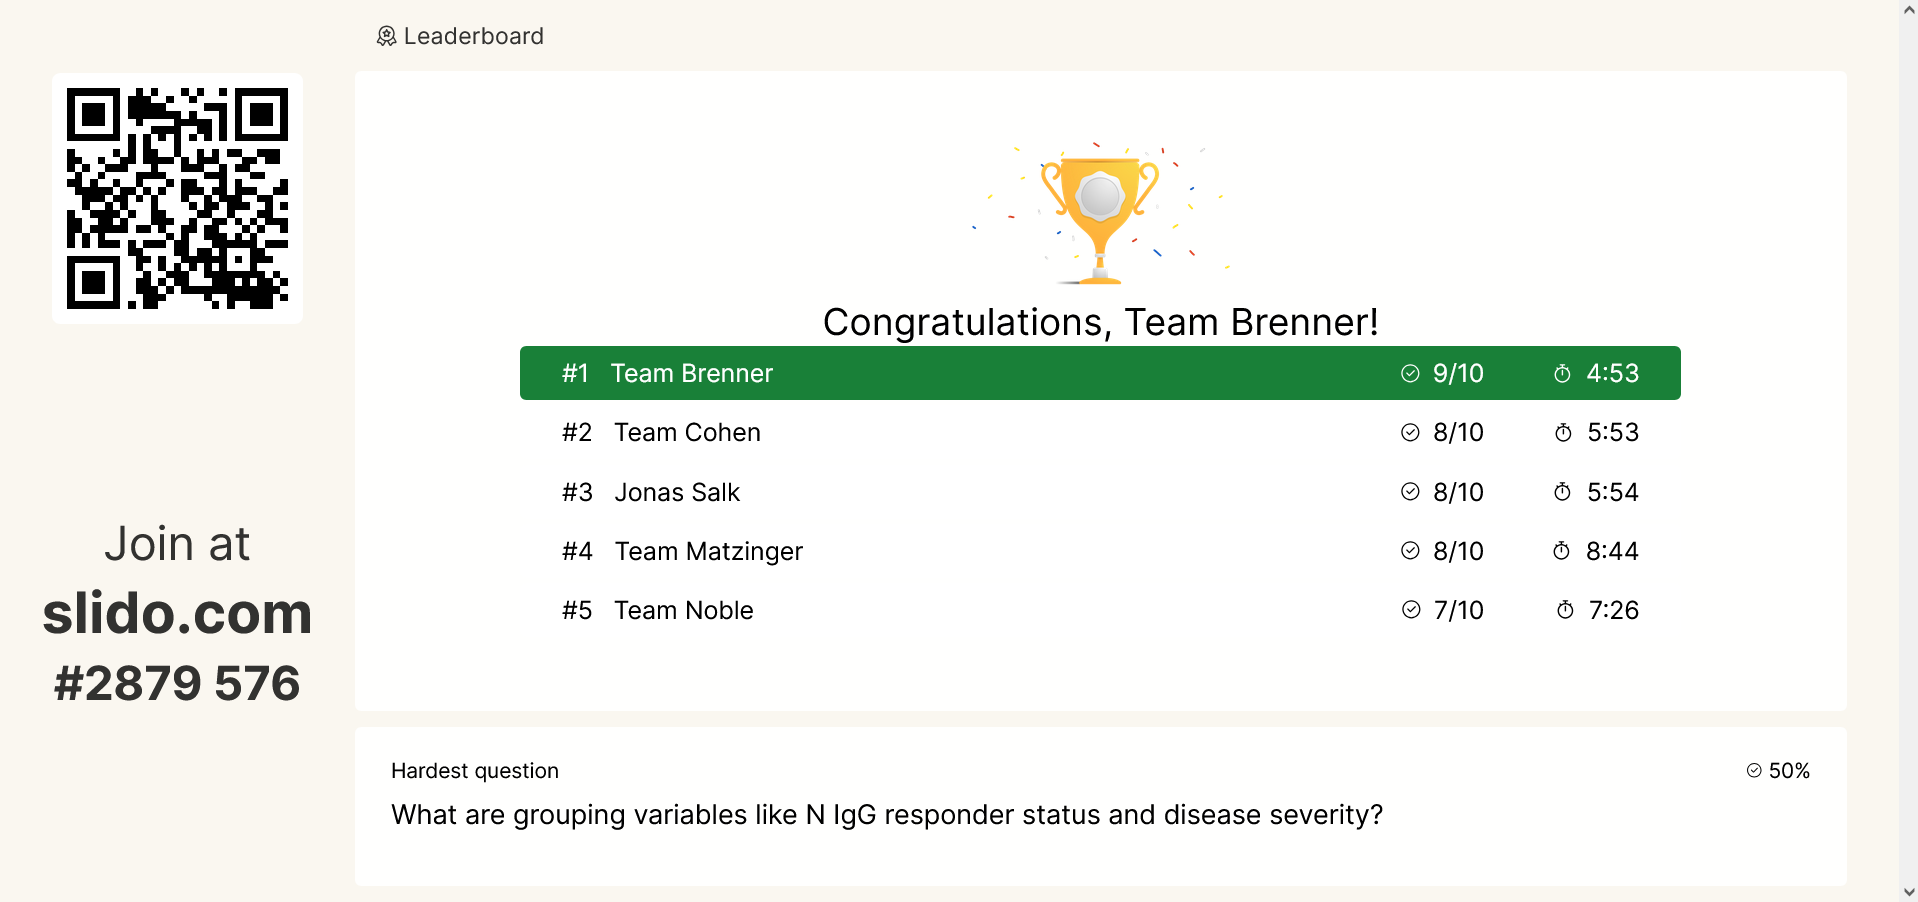 Leaderboard
Congratulations, Team Brenner!
#1 Team Brenner 9/10 4:53
#2 Team Cohen 8/10 5:53
#3 Jonas Salk 8/10 5:54
#4 Team Matzinger 8/10 8:44
#5 Team Noble 7/10 7:26
Join at
slido.com
#2879 576
Hardest question 50%
What are grouping variables like N IgG responder status and disease severity?